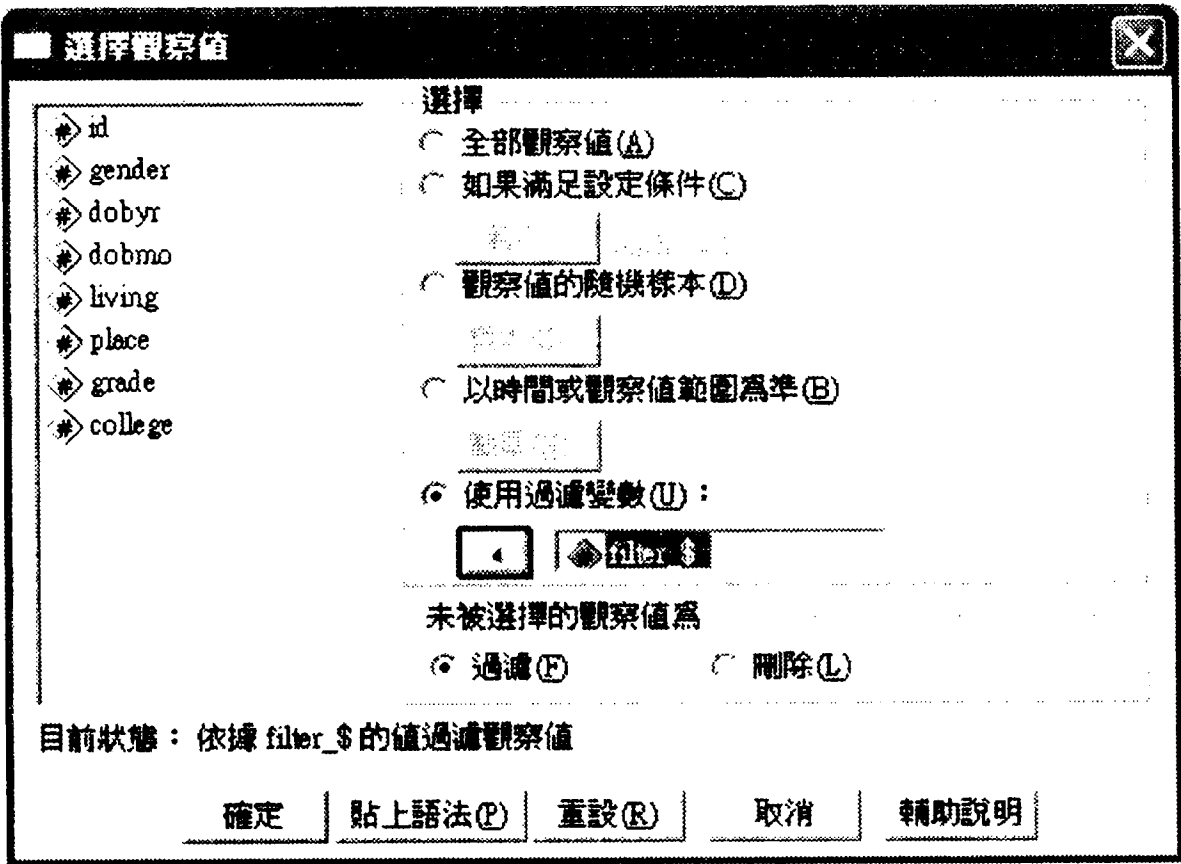 選擇觀察值
id
gender
dobyr
dobmo
living
place
grade
college
選擇
全部觀察值(A)
如果滿足設定條件(C)
觀察值的隨機樣本(D)
以時間或觀察值範圍為準(B)
使用過濾變數(U)：
filter_$
未被選擇的觀察值為
過濾(F)
刪除(L)
目前狀態：依據 filter_$ 的值過濾觀察值
確定
貼上語法(P)
重設(R)
取消
輔助說明